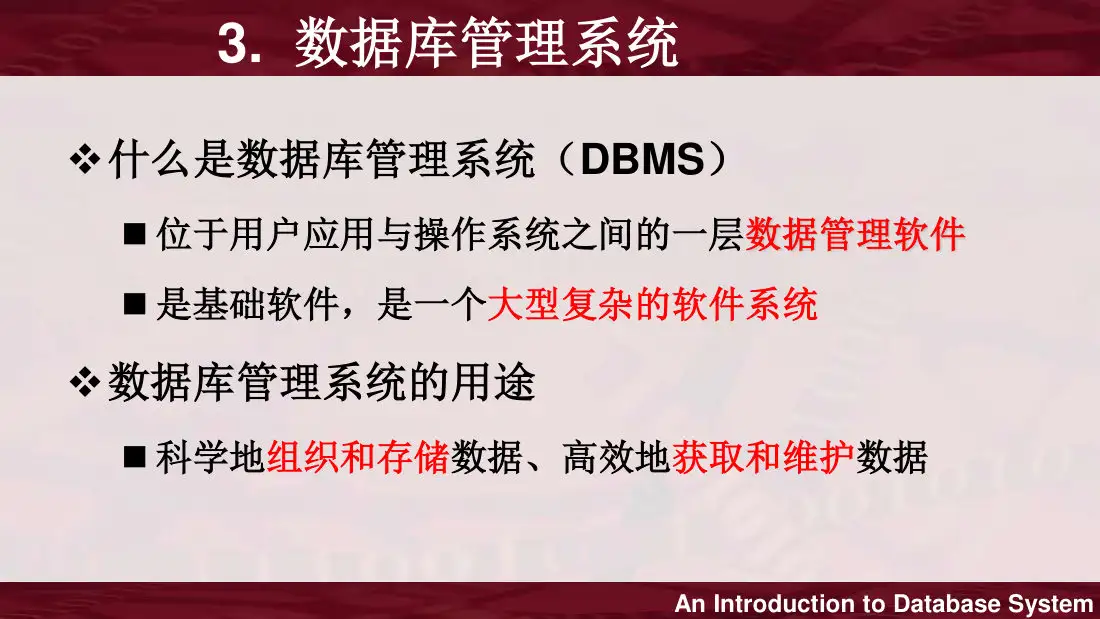 3. 数据库管理系统
什么是数据库管理系统（DBMS）
位于用户应用与操作系统之间的一层数据管理软件
是基础软件，是一个大型复杂的软件系统
数据库管理系统的用途
科学地组织和存储数据、高效地获取和维护数据
An Introduction to Database System